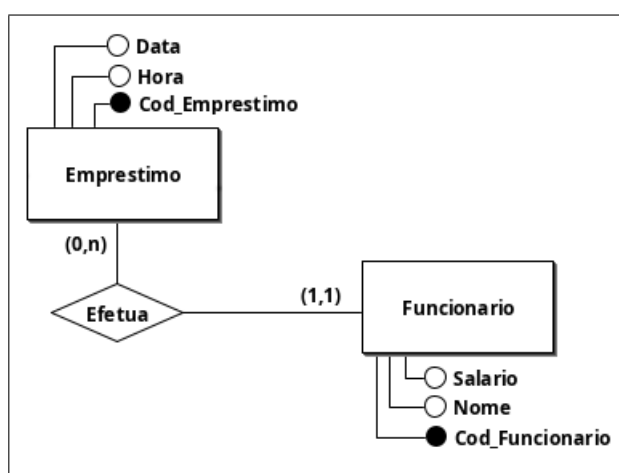 Data
Hora
Cod_Emprestimo
Emprestimo
(0,n)
Efetua
(1,1)
Funcionario
Salario
Nome
Cod_Funcionario